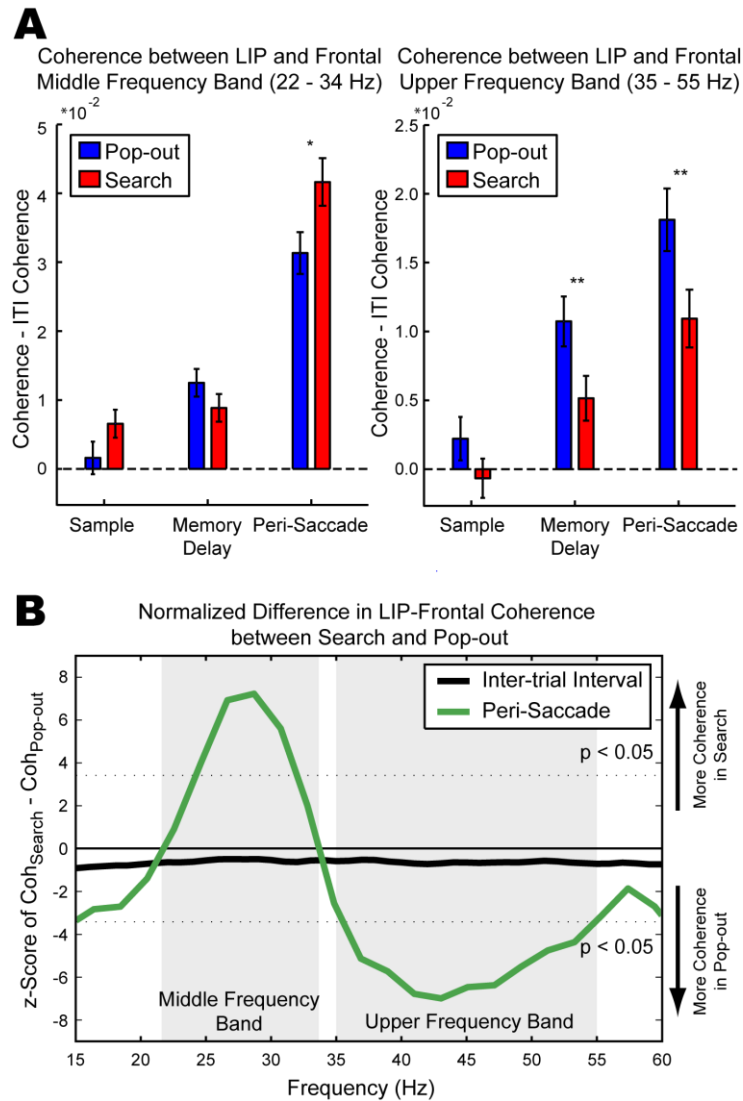 A
Coherence between LIP and Frontal
Middle Frequency Band (22 - 34 Hz)
*10-2
5
4
3
2
1
0
Coherence - ITI Coherence
Pop-out
Search
*
Sample
Memory
Delay
Peri-Saccade
Coherence between LIP and Frontal
Upper Frequency Band (35 - 55 Hz)
*10-2
2.5
2.0
1.5
1.0
0.5
0.0
Coherence - ITI Coherence
Pop-out
Search
**
**
Sample
Memory
Delay
Peri-Saccade
B
Normalized Difference in LIP-Frontal Coherence
between Search and Pop-out
8
6
4
2
0
-2
-4
-6
-8
z-Score of CohSearch - CohPop-out
Inter-trial Interval
Peri-Saccade
p < 0.05
p < 0.05
Middle Frequency
Band
Upper Frequency Band
More Coherence
in Search
More Coherence
in Pop-out
15 20 25 30 35 40 45 50 55 60
Frequency (Hz)